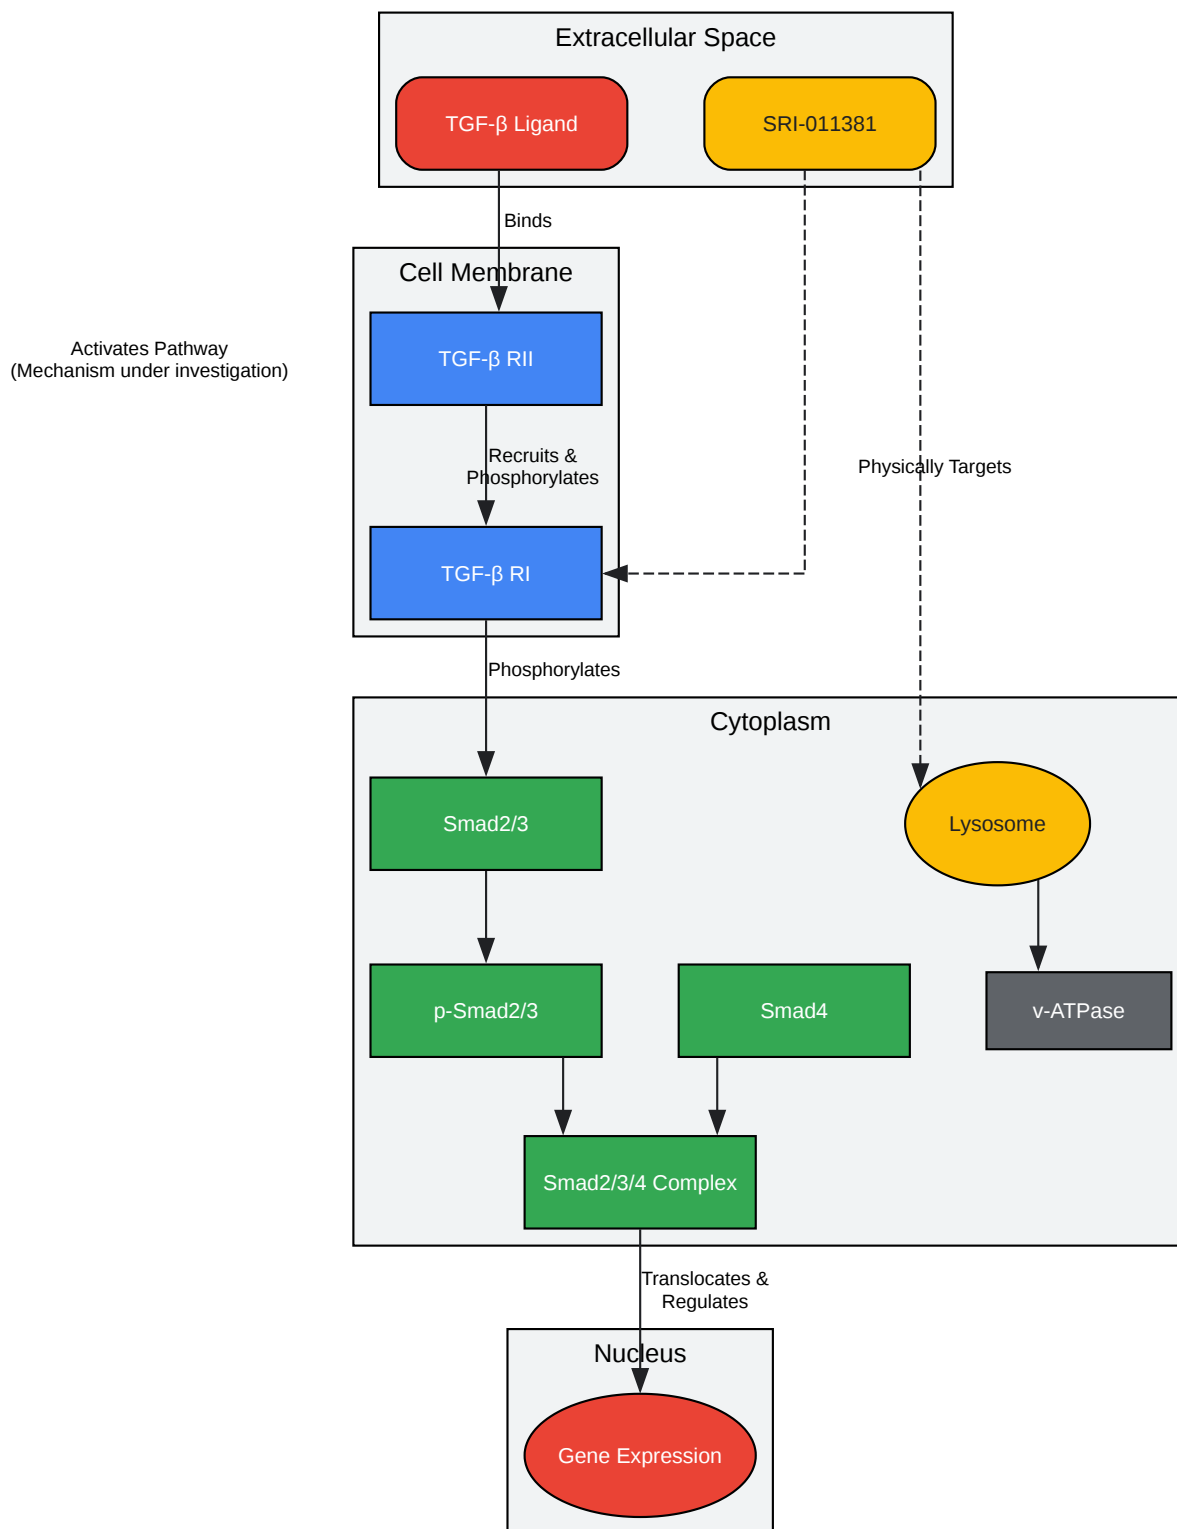 Extracellular Space
TGF-β Ligand
SRI-011381
Binds
Cell Membrane
TGF-β RII
Activates Pathway
(Mechanism under investigation)
Recruits &
Phosphorylates
Physically Targets
TGF-β RI
Phosphorylates
Cytoplasm
Smad2/3
Lysosome
p-Smad2/3
Smad4
v-ATPase
Smad2/3/4 Complex
Translocates &
Regulates
Nucleus
Gene Expression